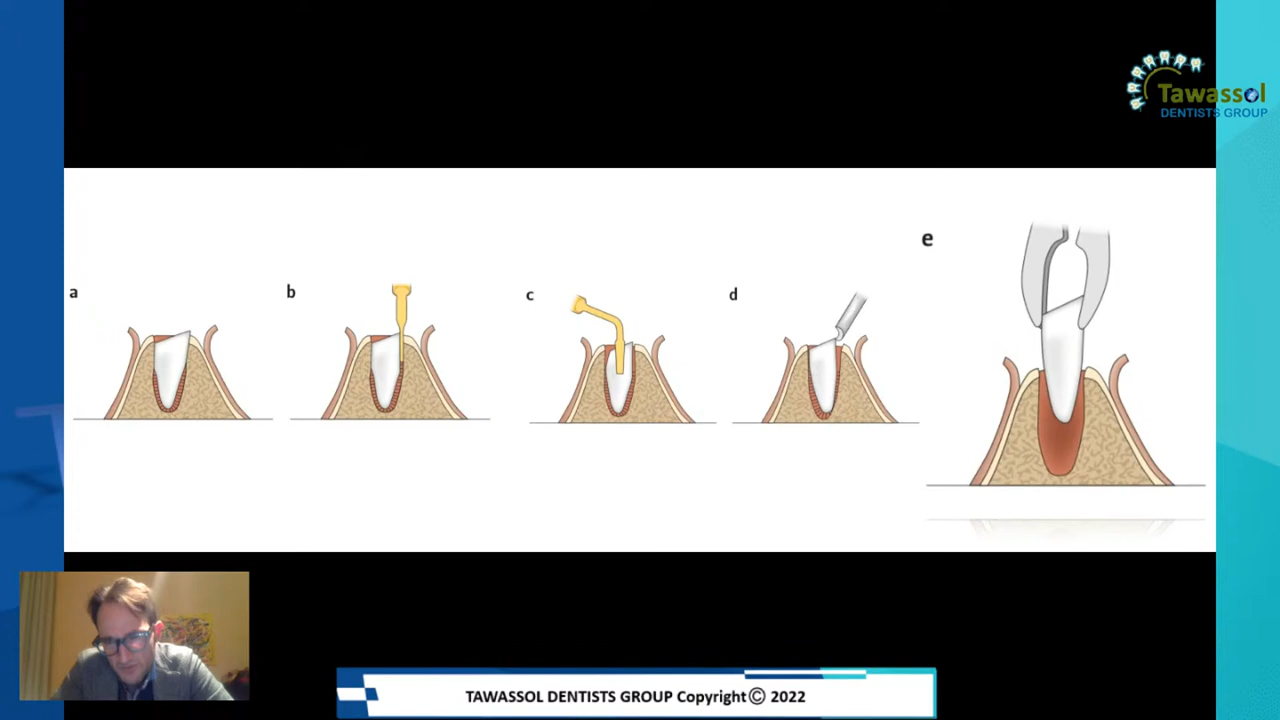 Tawassol
DENTISTS GROUP
a
b
c
d
e
TAWASSOL DENTISTS GROUP Copyright© 2022